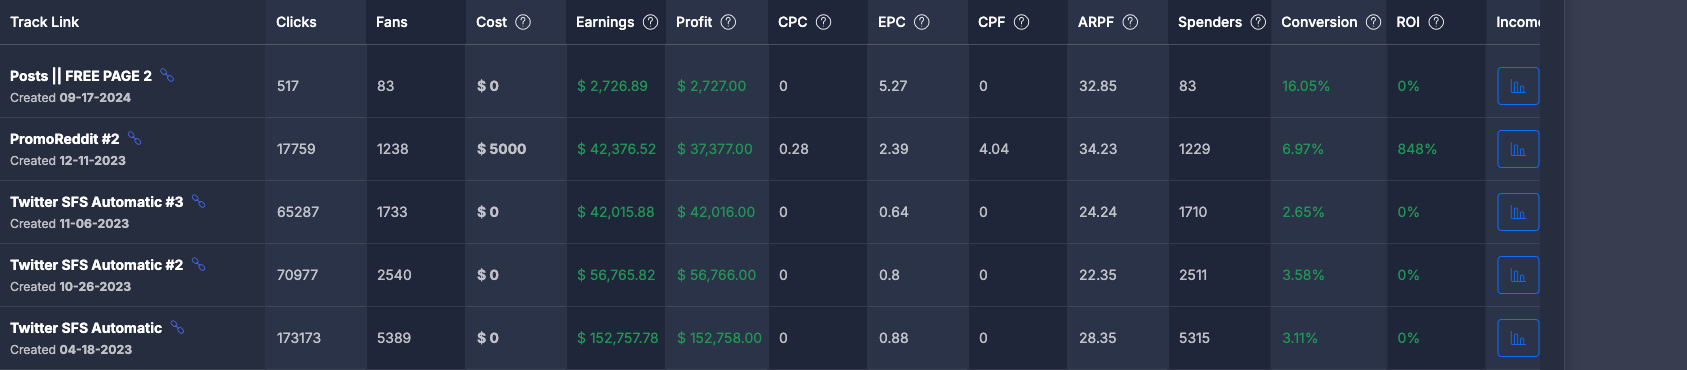 Track Link Clicks Fans Cost ? Earnings ? Profit ? CPC ? EPC ? CPF ? ARPF ? Spenders ? Conversion ? ROI ?
Posts || FREE PAGE 2
517 83 $ 0 $ 2,726.89 $ 2,727.00 0 5.27 0 32.85 83 16.05% 0%
Created 09-17-2024
PromoReddit #2
17759 1238 $ 5000 $ 42,376.52 $ 37,377.00 0.28 2.39 4.04 34.23 1229 6.97% 848%
Created 12-11-2023
Twitter SFS Automatic #3
65287 1733 $ 0 $ 42,015.88 $ 42,016.00 0 0.64 0 24.24 1710 2.65% 0%
Created 11-06-2023
Twitter SFS Automatic #2
70977 2540 $ 0 $ 56,765.82 $ 56,766.00 0 0.8 0 22.35 2511 3.58% 0%
Created 10-26-2023
Twitter SFS Automatic
173173 5389 $ 0 $ 152,757.78 $ 152,758.00 0 0.88 0 28.35 5315 3.11% 0%
Created 04-18-2023